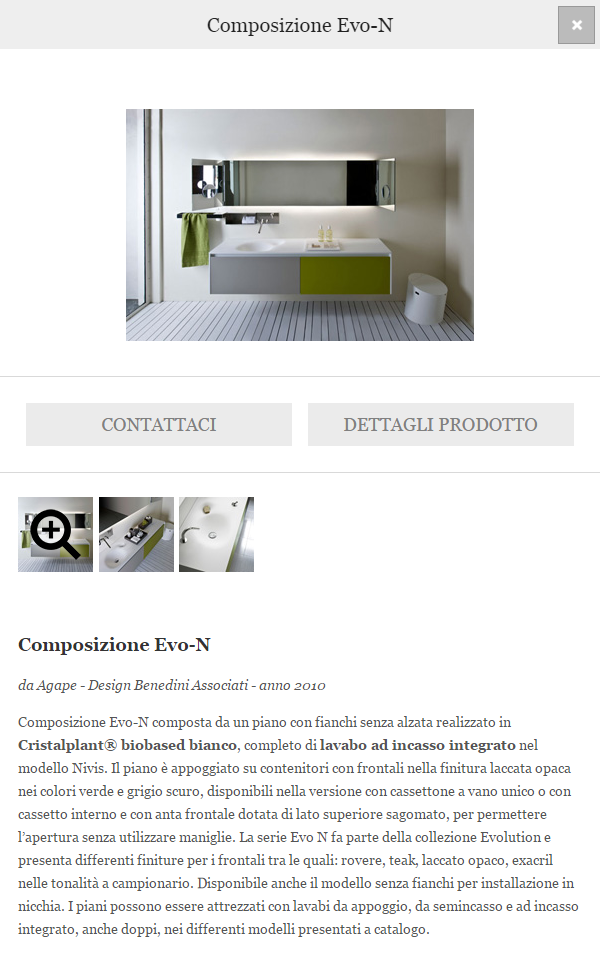 Composizione Evo-N
CONTATTACI
DETTAGLI PRODOTTO
Composizione Evo-N
da Agape - Design Benedini Associati - anno 2010
Composizione Evo-N composta da un piano con fianchi senza alzata realizzato in
Cristalplant® biobased bianco, completo di lavabo ad incasso integrato nel
modello Nivis. Il piano è appoggiato su contenitori con frontali nella finitura laccata opaca
nei colori verde e grigio scuro, disponibili nella versione con cassettone a vano unico o con
cassetto interno e con anta frontale dotata di lato superiore sagomato, per permettere
l’apertura senza utilizzare maniglie. La serie Evo N fa parte della collezione Evolution e
presenta differenti finiture per i frontali tra le quali: rovere, teak, laccato opaco, exacril
nelle tonalità a campionario. Disponibile anche il modello senza fianchi per installazione in
nicchia. I piani possono essere attrezzati con lavabi da appoggio, da semincasso e ad incasso
integrato, anche doppi, nei differenti modelli presentati a catalogo.